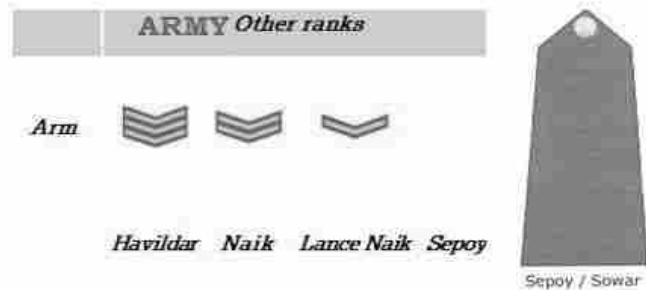 ARMY Other ranks
Arm
Havildar Naik Lance Naik Sepoy
Sepoy / Sowar